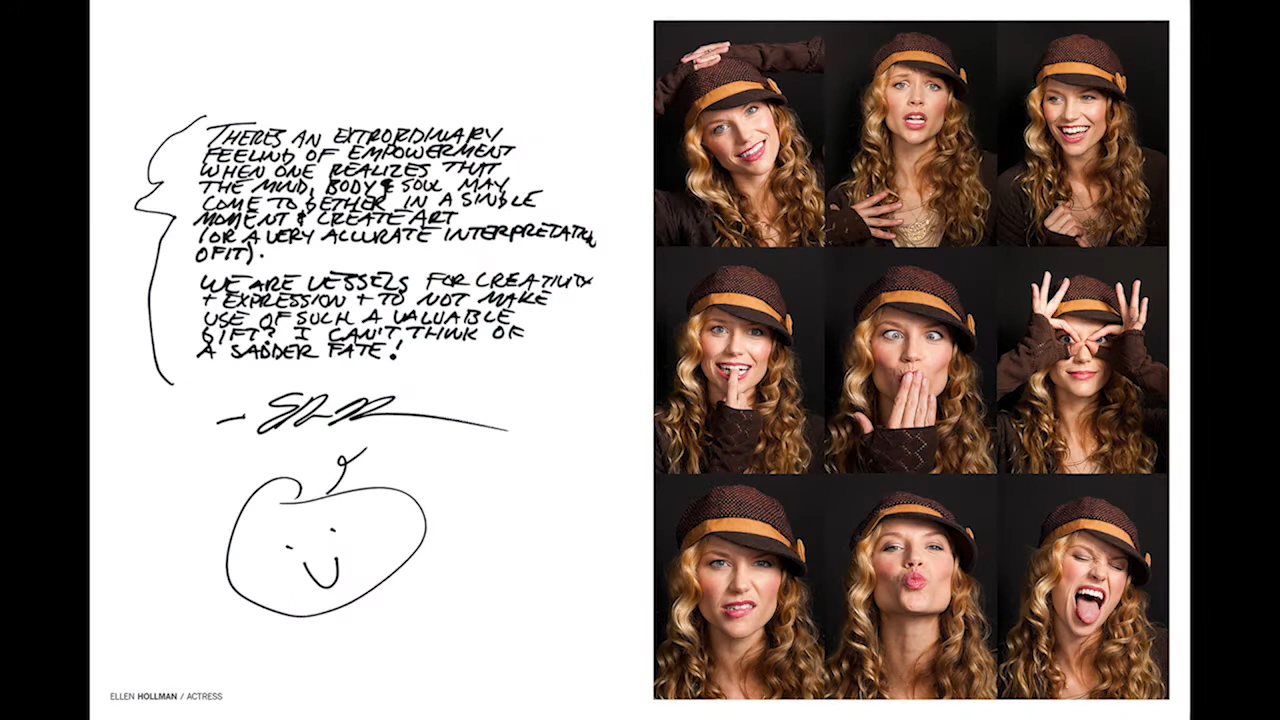 THERE'S AN EXTRORDINARY
FEELING OF EMPOWERMENT
WHEN ONE REALIZES THAT
THE MIND, BODY & SOUL MAY
COME TOGETHER IN A SINGLE
MOMENT & CREATE ART
(OR A VERY ACCURATE INTERPRETATION
OF IT).
WE ARE VESSELS FOR CREATIVITY
+ EXPRESSION + TO NOT MAKE
USE OF SUCH A VALUABLE
GIFT? I CAN'T THINK OF
A SADDER FATE!
ELLEN HOLLMAN / ACTRESS